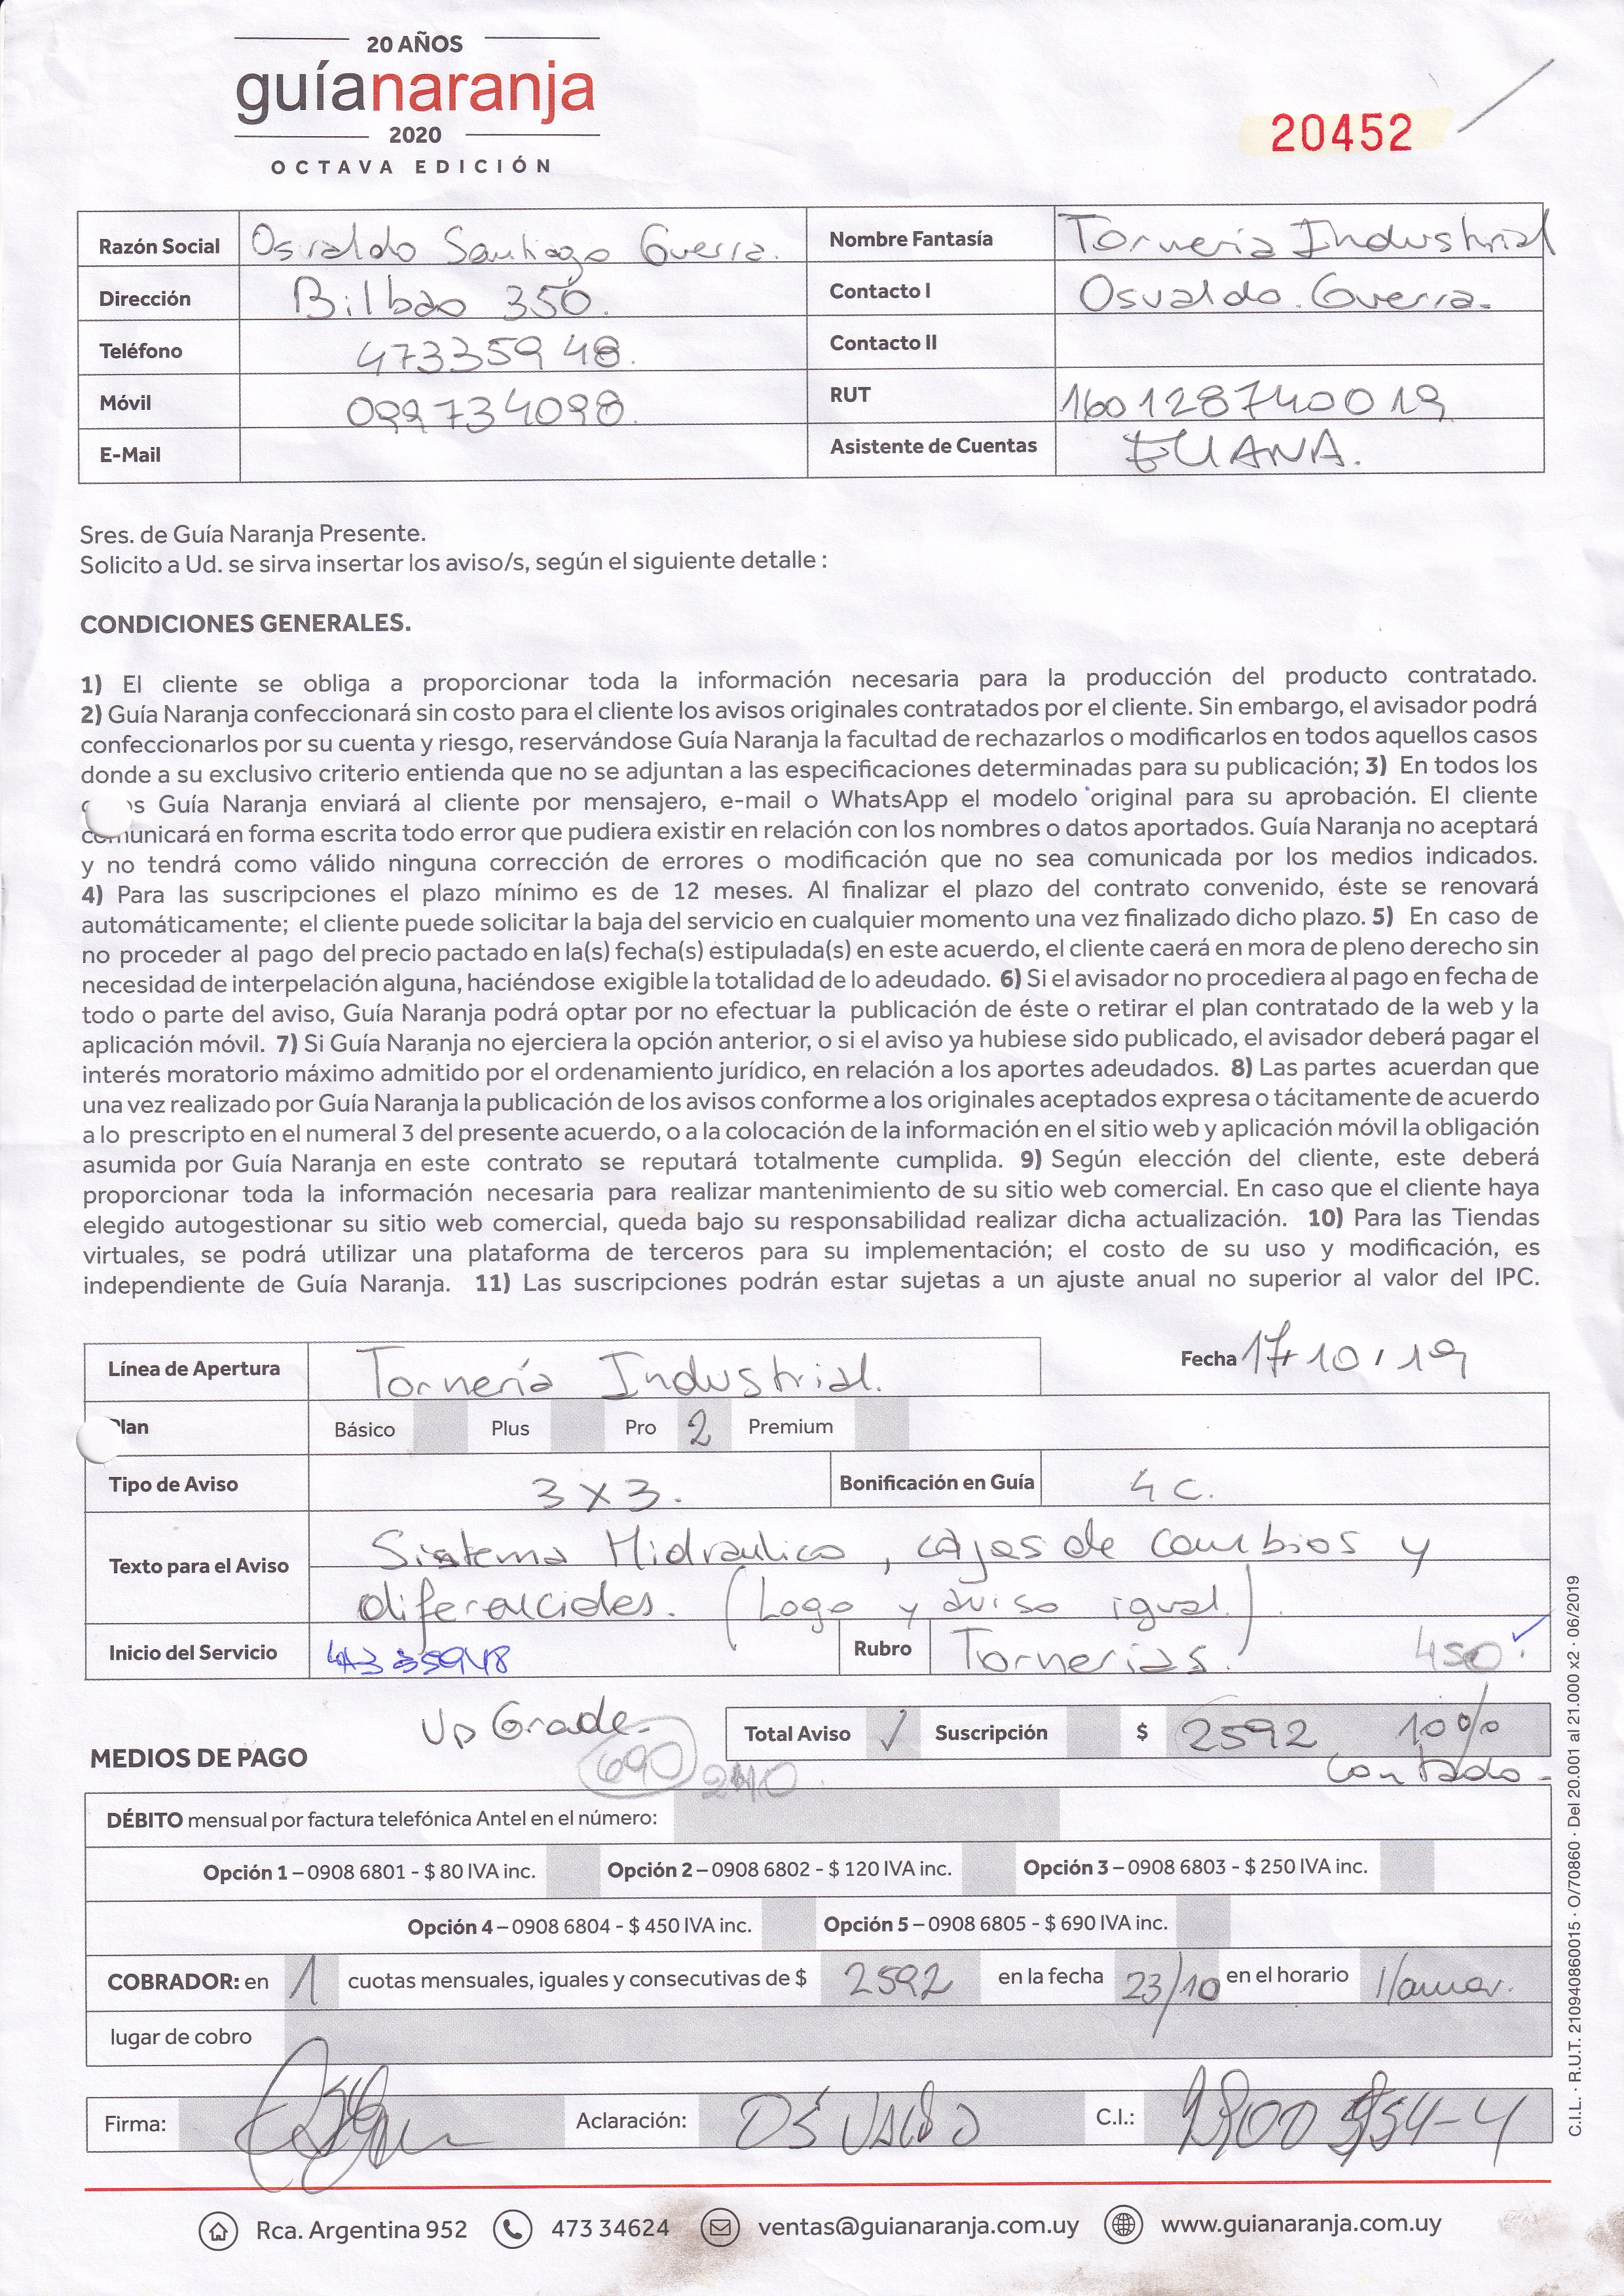 20 AÑOS
guíanaranja
2020
OCTAVA EDICIÓN
20452
Razón Social Osvaldo Santiago Guerra. Nombre Fantasía Tornería Industrial
Dirección Bilbao 350. Contacto I Osvaldo Guerra.
Teléfono 47335948. Contacto II
Móvil 099734098. RUT 160128740019
E-Mail Asistente de Cuentas ELIANA.
Sres. de Guía Naranja Presente.
Solicito a Ud. se sirva insertar los aviso/s, según el siguiente detalle :
CONDICIONES GENERALES.
1) El cliente se obliga a proporcionar toda la información necesaria para la producción del producto contratado.
2) Guía Naranja confeccionará sin costo para el cliente los avisos originales contratados por el cliente. Sin embargo, el avisador podrá
confeccionarlos por su cuenta y riesgo, reservándose Guía Naranja la facultad de rechazarlos o modificarlos en todos aquellos casos
donde a su exclusivo criterio entienda que no se adjuntan a las especificaciones determinadas para su publicación; 3) En todos los
Guía Naranja enviará al cliente por mensajero, e-mail o WhatsApp el modelo original para su aprobación. El cliente
comunicará en forma escrita todo error que pudiera existir en relación con los nombres o datos aportados. Guía Naranja no aceptará
y no tendrá como válido ninguna corrección de errores o modificación que no sea comunicada por los medios indicados.
4) Para las suscripciones el plazo mínimo es de 12 meses. Al finalizar el plazo del contrato convenido, éste se renovará
automáticamente; el cliente puede solicitar la baja del servicio en cualquier momento una vez finalizado dicho plazo. 5) En caso de
no proceder al pago del precio pactado en la(s) fecha(s) estipulada(s) en este acuerdo, el cliente caerá en mora de pleno derecho sin
necesidad de interpelación alguna, haciéndose exigible la totalidad de lo adeudado. 6) Si el avisador no procediera al pago en fecha de
todo o parte del aviso, Guía Naranja podrá optar por no efectuar la publicación de éste o retirar el plan contratado de la web y la
aplicación móvil. 7) Si Guía Naranja no ejerciera la opción anterior, o si el aviso ya hubiese sido publicado, el avisador deberá pagar el
interés moratorio máximo admitido por el ordenamiento jurídico, en relación a los aportes adeudados. 8) Las partes acuerdan que
una vez realizado por Guía Naranja la publicación de los avisos conforme a los originales aceptados expresa o tácitamente de acuerdo
a lo prescripto en el numeral 3 del presente acuerdo, o a la colocación de la información en el sitio web y aplicación móvil la obligación
asumida por Guía Naranja en este contrato se reputará totalmente cumplida. 9) Según elección del cliente, este deberá
proporcionar toda la información necesaria para realizar mantenimiento de su sitio web comercial. En caso que el cliente haya
elegido autogestionar su sitio web comercial, queda bajo su responsabilidad realizar dicha actualización. 10) Para las Tiendas
virtuales, se podrá utilizar una plataforma de terceros para su implementación; el costo de su uso y modificación, es
independiente de Guía Naranja. 11) Las suscripciones podrán estar sujetas a un ajuste anual no superior al valor del IPC.
Línea de Apertura Tornería Industrial. Fecha 17/10/19
Plan Básico Plus Pro 2 Premium
Tipo de Aviso 3x3. Bonificación en Guía 4c.
Texto para el Aviso Sistema Hidraulico, cajas de cambios y
diferenciales. (Logo y aviso igual.)
Inicio del Servicio 47335948 Rubro Tornerias. 450
Up Grade- Total Aviso ✓ Suscripción $ 2592 10%
MEDIOS DE PAGO 690 contado-
DÉBITO mensual por factura telefónica Antel en el número:
Opción 1 – 0908 6801 - $ 80 IVA inc. Opción 2 – 0908 6802 - $ 120 IVA inc. Opción 3 – 0908 6803 - $ 250 IVA inc.
Opción 4 – 0908 6804 - $ 450 IVA inc. Opción 5 – 0908 6805 - $ 690 IVA inc.
COBRADOR: en 1 cuotas mensuales, iguales y consecutivas de $ 2592 en la fecha 23/10 en el horario llamar.
lugar de cobro
Firma: Aclaración: OSVALDO C.I.:
Rca. Argentina 952 473 34624 ventas@guianaranja.com.uy www.guianaranja.com.uy
C.I.L. · R.U.T. 210940860015 · O/70860 · Del 20.001 al 21.000 x2 · 06/2019